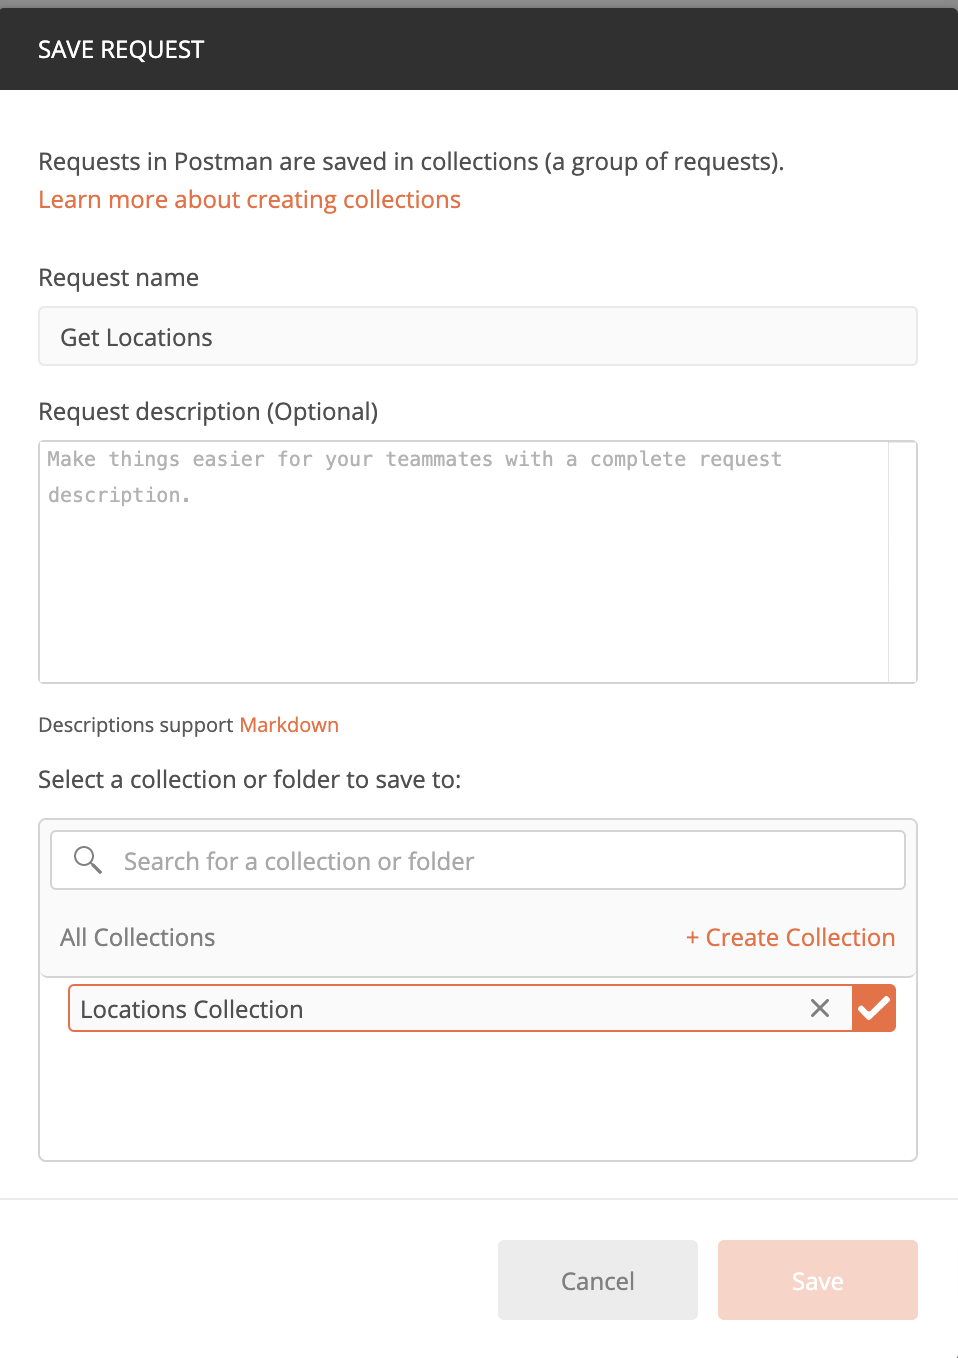 SAVE REQUEST
Requests in Postman are saved in collections (a group of requests).
Learn more about creating collections
Request name
Get Locations
Request description (Optional)
Make things easier for your teammates with a complete request
description.
Descriptions support Markdown
Select a collection or folder to save to:
Search for a collection or folder
All Collections + Create Collection
Locations Collection
Cancel Save